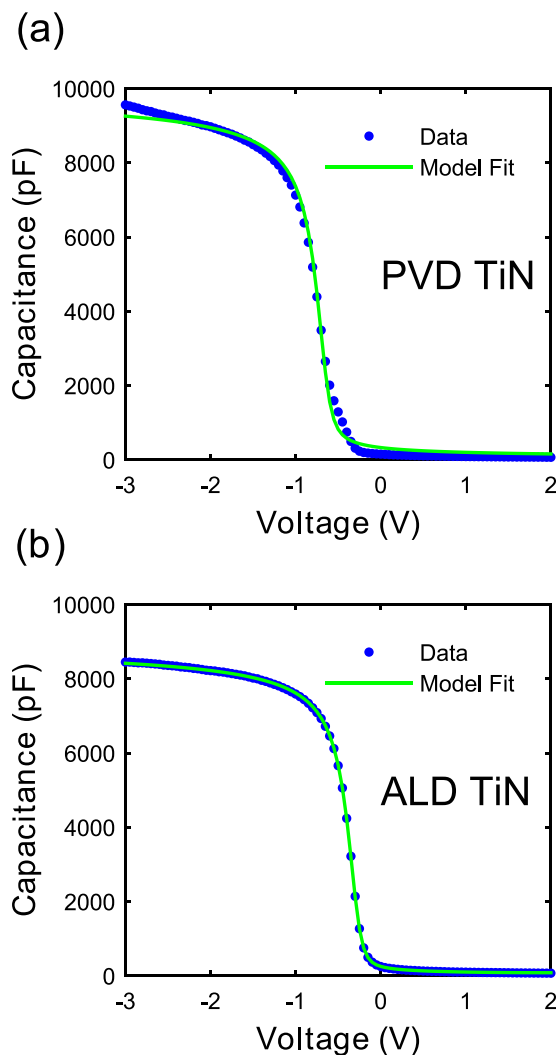 (a)
10000
8000
6000
4000
2000
0
Capacitance (pF)
Data
Model Fit
PVD TiN
-3 -2 -1 0 1 2
Voltage (V)
(b)
10000
8000
6000
4000
2000
0
Capacitance (pF)
Data
Model Fit
ALD TiN
-3 -2 -1 0 1 2
Voltage (V)